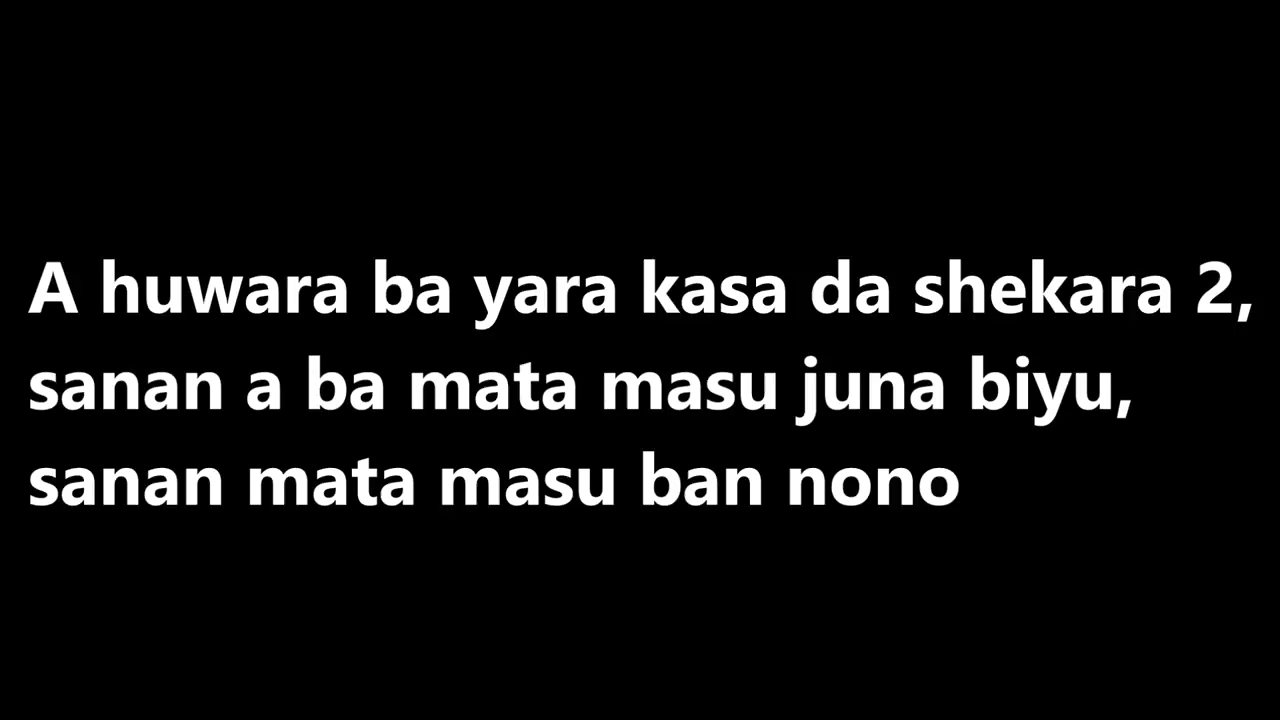 A huwara ba yara kasa da shekara 2,
sanan a ba mata masu juna biyu,
sanan mata masu ban nono